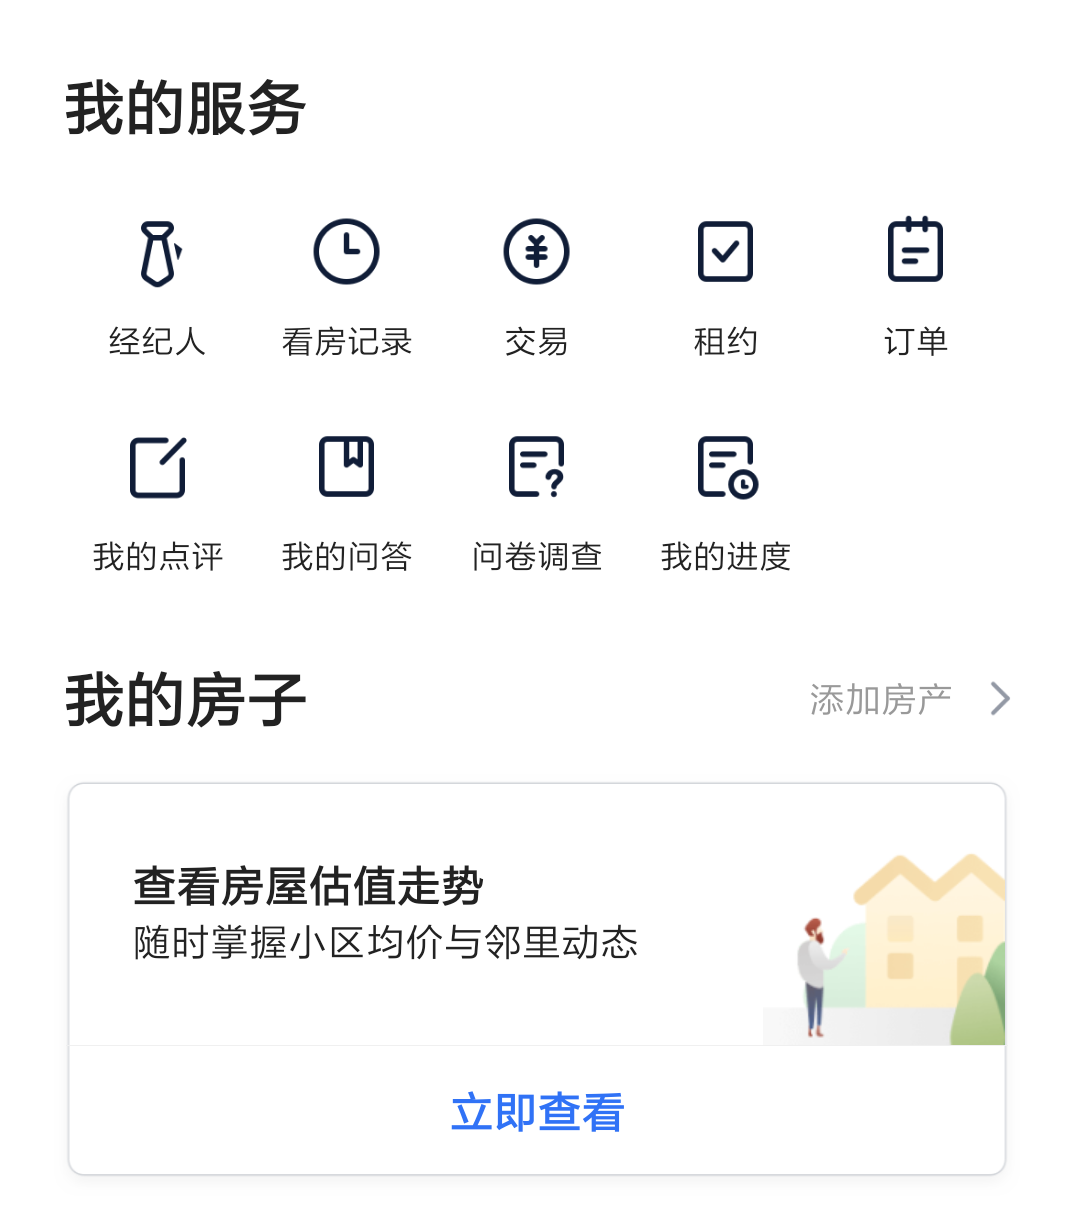 我的服务
经纪人 看房记录 交易 租约 订单
我的点评 我的问答 问卷调查 我的进度
我的房子 添加房产
查看房屋估值走势
随时掌握小区均价与邻里动态
立即查看